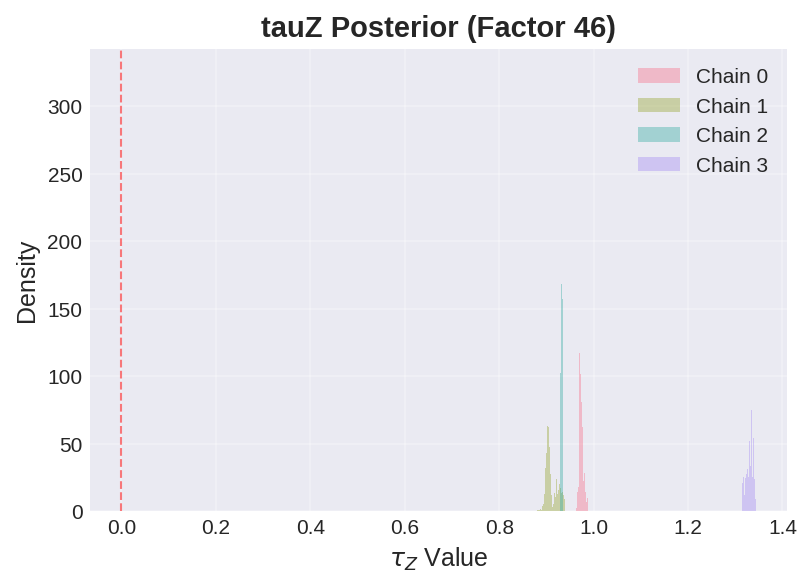 tauZ Posterior (Factor 46)
Chain 0
Chain 1
Chain 2
Chain 3
Density
300
250
200
150
100
50
0
0.0 0.2 0.4 0.6 0.8 1.0 1.2 1.4
τ_Z Value